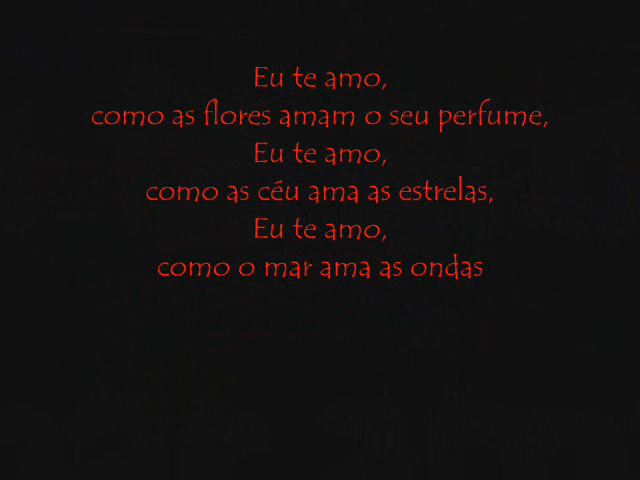 Eu te amo,
como as flores amam o seu perfume,
Eu te amo,
como as céu ama as estrelas,
Eu te amo,
como o mar ama as ondas